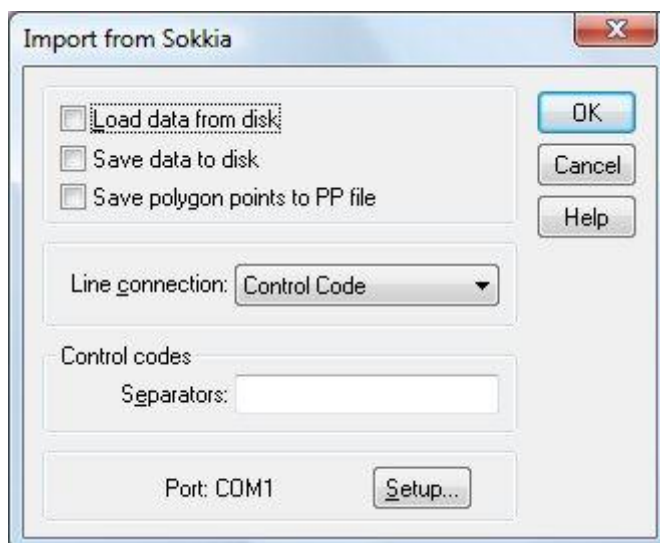 Import from Sokkia
Load data from disk
OK
Save data to disk
Cancel
Save polygon points to PP file
Help
Line connection: Control Code
Control codes
Separators:
Port: COM1 Setup...